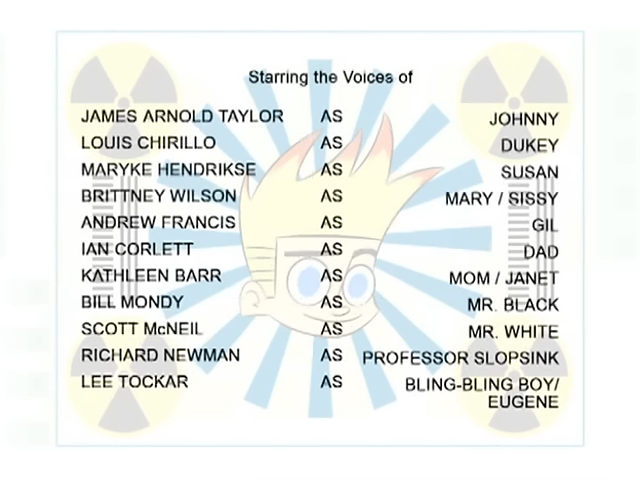 Starring the Voices of
JAMES ARNOLD TAYLOR AS JOHNNY
LOUIS CHIRILLO AS DUKEY
MARYKE HENDRIKSE AS SUSAN
BRITTNEY WILSON AS MARY / SISSY
ANDREW FRANCIS AS GIL
IAN CORLETT AS DAD
KATHLEEN BARR AS MOM / JANET
BILL MONDY AS MR. BLACK
SCOTT McNEIL AS MR. WHITE
RICHARD NEWMAN AS PROFESSOR SLOPSINK
LEE TOCKAR AS BLING-BLING BOY/
EUGENE